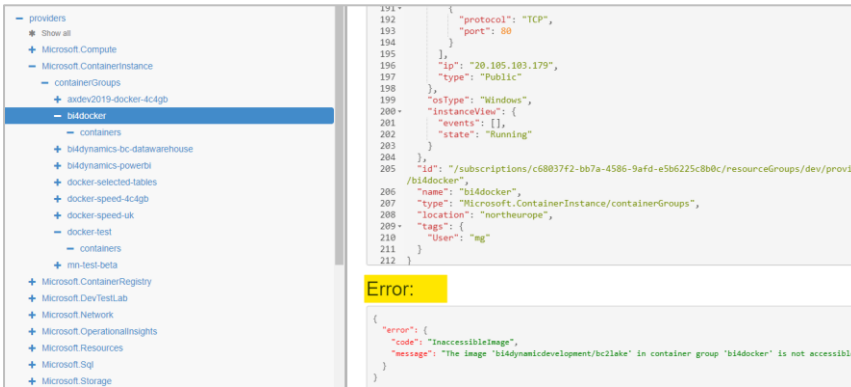 providers
Show all
Microsoft.Compute
Microsoft.ContainerInstance
containerGroups
axdev2019-docker-4c4gb
bi4docker
containers
bi4dynamics-bc-datawarehouse
bi4dynamics-powerbi
docker-selected-tables
docker-speed-4c4gb
docker-speed-uk
docker-test
containers
mn-test-beta
Microsoft.ContainerRegistry
Microsoft.DevTestLab
Microsoft.Network
Microsoft.OperationalInsights
Microsoft.Resources
Microsoft.Sql
Microsoft.Storage
191 {
192 "protocol": "TCP",
193 "port": 80
194 }
195 ],
196 "ip": "20.105.103.179",
197 "type": "Public"
198 },
199 "osType": "Windows",
200 "instanceView": {
201 "events": [],
202 "state": "Running"
203 }
204 },
205 "id": "/subscriptions/c68037f2-bb7a-4586-9afd-e5b6225c8b0c/resourceGroups/dev/provi
/bi4docker",
206 "name": "bi4docker",
207 "type": "Microsoft.ContainerInstance/containerGroups",
208 "location": "northeurope",
209 "tags": {
210 "User": "mg"
211 }
212 }
Error:
{
"error": {
"code": "InaccessibleImage",
"message": "The image 'bi4dynamicdevelopment/bc2lake' in container group 'bi4docker' is not accessible
}
}